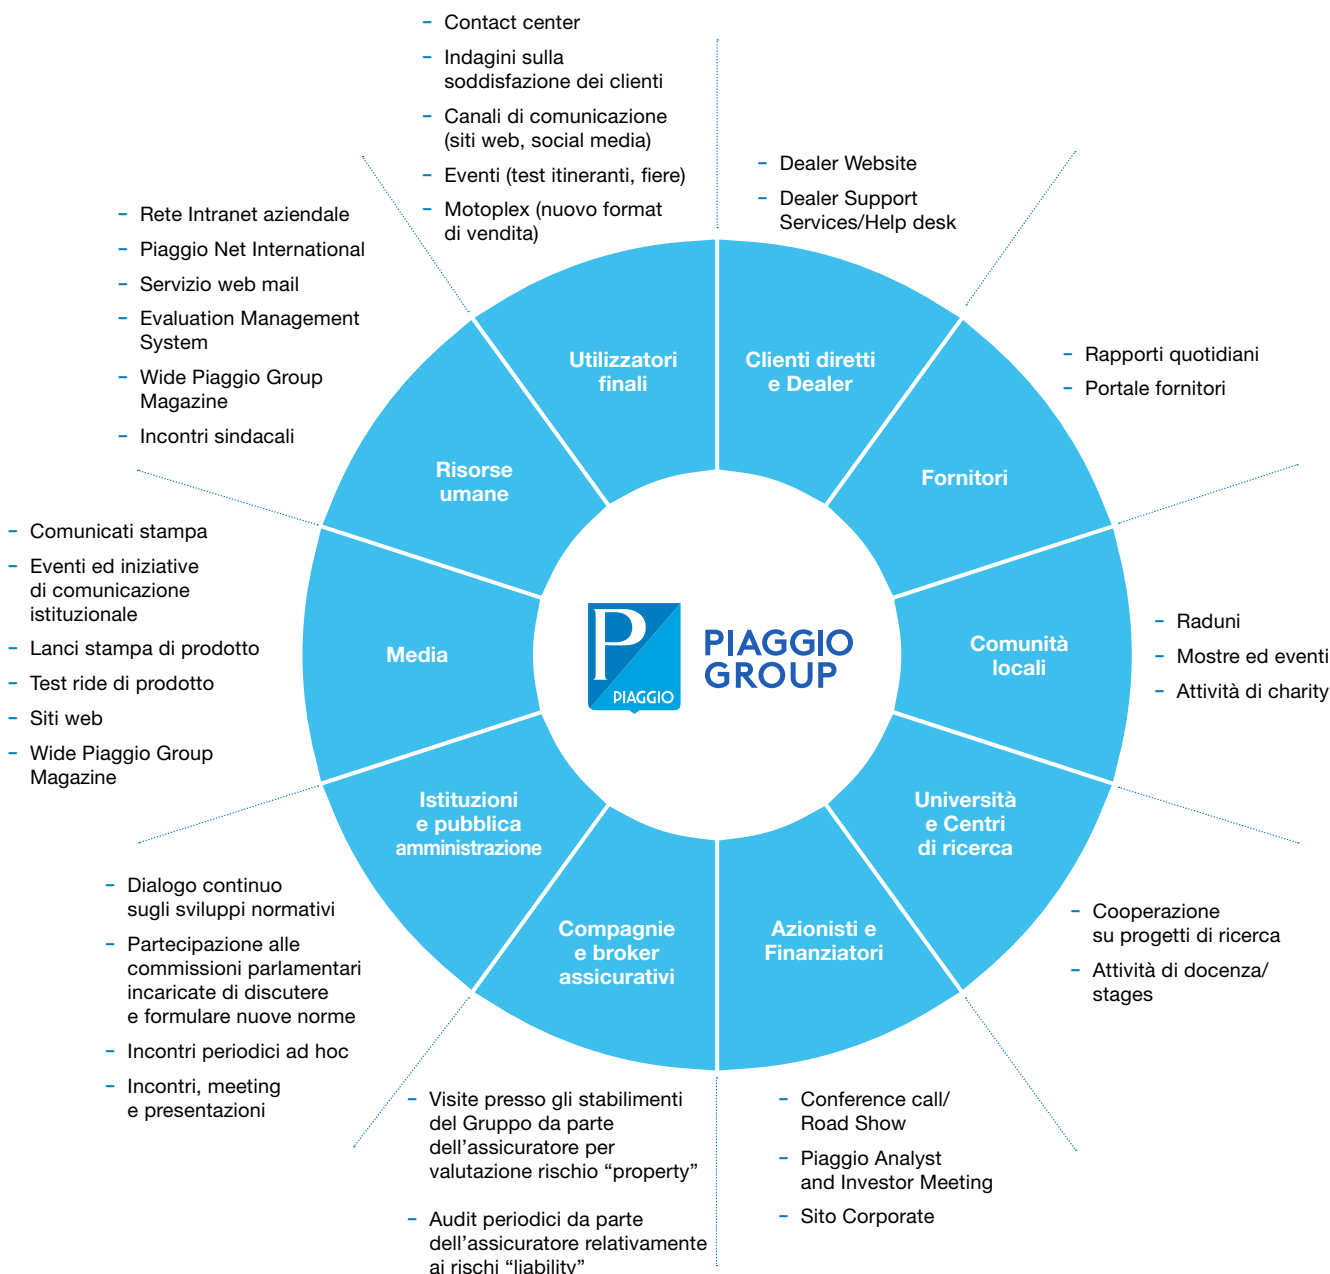 – Contact center
– Indagini sulla
soddisfazione dei clienti
– Canali di comunicazione
(siti web, social media)
– Eventi (test itineranti, fiere)
– Motoplex (nuovo format
di vendita)
– Dealer Website
– Dealer Support
Services/Help desk
– Rete Intranet aziendale
– Piaggio Net International
– Servizio web mail
– Evaluation Management
System
– Wide Piaggio Group
Magazine
– Incontri sindacali
– Rapporti quotidiani
– Portale fornitori
Utilizzatori
finali
Clienti diretti
e Dealer
Risorse
umane
Fornitori
– Comunicati stampa
– Eventi ed iniziative
di comunicazione
istituzionale
– Lanci stampa di prodotto
– Test ride di prodotto
– Siti web
– Wide Piaggio Group
Magazine
Media
P
PIAGGIO
PIAGGIO
GROUP
Comunità
locali
– Raduni
– Mostre ed eventi
– Attività di charity
Istituzioni
e pubblica
amministrazione
Università
e Centri
di ricerca
Compagnie
e broker
assicurativi
Azionisti e
Finanziatori
– Dialogo continuo
sugli sviluppi normativi
– Partecipazione alle
commissioni parlamentari
incaricate di discutere
e formulare nuove norme
– Incontri periodici ad hoc
– Incontri, meeting
e presentazioni
– Cooperazione
su progetti di ricerca
– Attività di docenza/
stages
– Visite presso gli stabilimenti
del Gruppo da parte
dell’assicuratore per
valutazione rischio “property”
– Audit periodici da parte
dell’assicuratore relativamente
ai rischi “liability”
– Conference call/
Road Show
– Piaggio Analyst
and Investor Meeting
– Sito Corporate